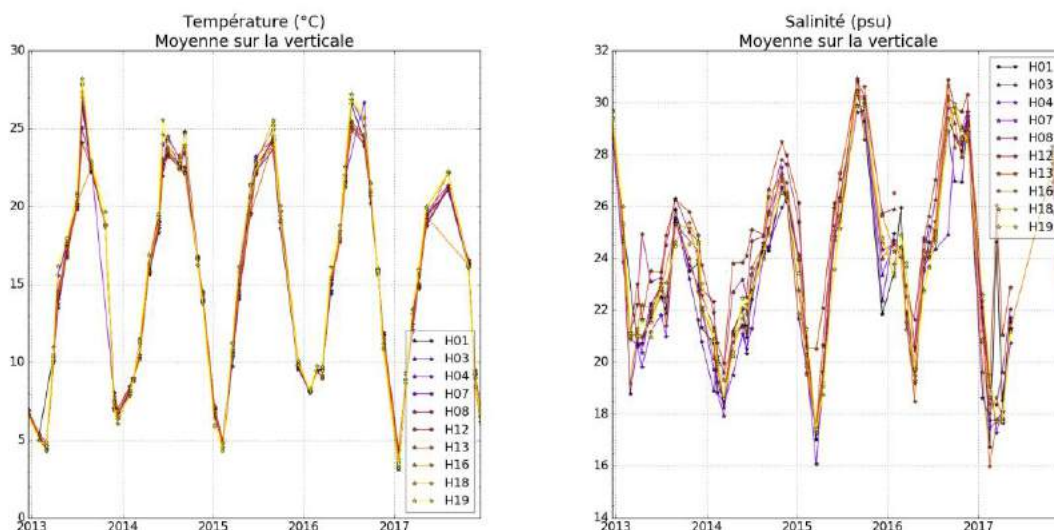 Température (°C)
Moyenne sur la verticale
30
25
20
15
10
5
0
2013
2014
2015
2016
2017
H01
H03
H04
H07
H08
H12
H13
H16
H18
H19
Salinité (psu)
Moyenne sur la verticale
32
30
28
26
24
22
20
18
16
14
2013
2014
2015
2016
2017
H01
H03
H04
H07
H08
H12
H13
H16
H18
H19